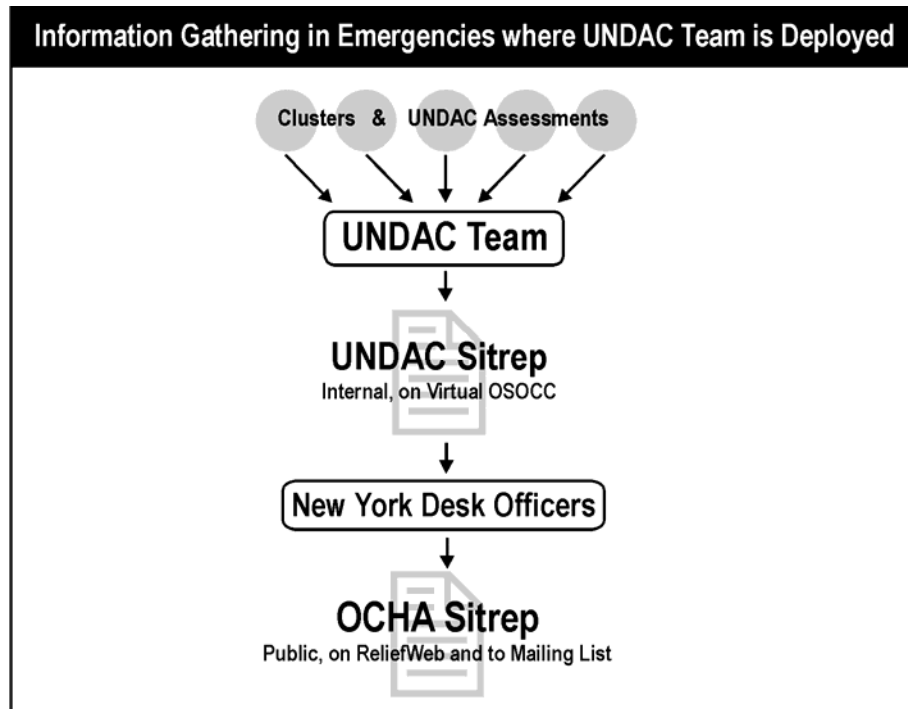 Information Gathering in Emergencies where UNDAC Team is Deployed
Clusters & UNDAC Assessments
UNDAC Team
UNDAC Sitrep
Internal, on Virtual OSOCC
New York Desk Officers
OCHA Sitrep
Public, on ReliefWeb and to Mailing List